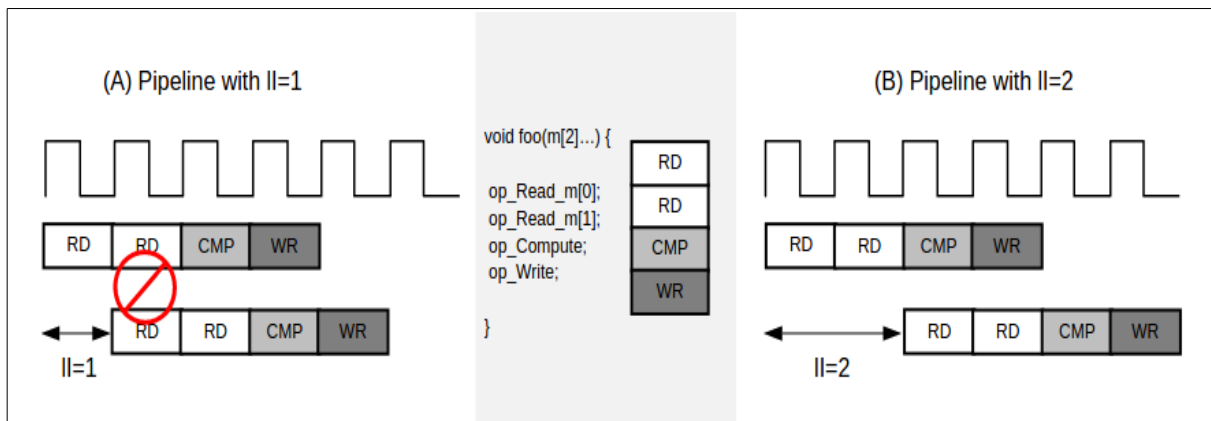 (A) Pipeline with II=1
RD RD CMP WR
RD RD CMP WR
II=1
void foo(m[2]...) {
op_Read_m[0];
op_Read_m[1];
op_Compute;
op_Write;
}
RD
RD
CMP
WR
(B) Pipeline with II=2
RD RD CMP WR
RD RD CMP WR
II=2